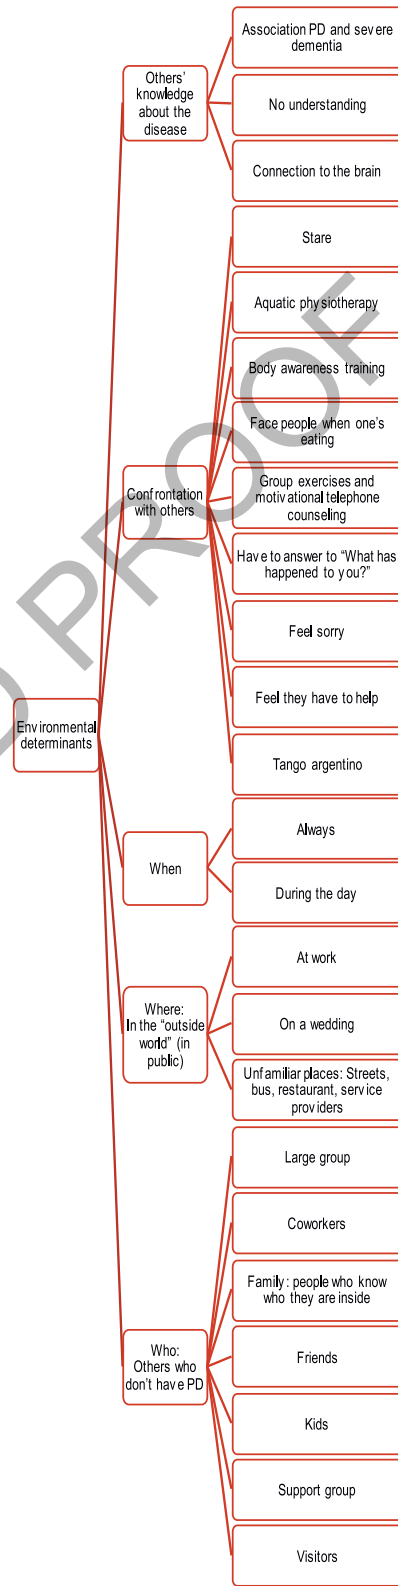 Environmental
determinants
Others'
knowledge
about the
disease
Association PD and severe
dementia
No understanding
Connection to the brain
Confrontation
with others
Stare
Aquatic physiotherapy
Body awareness training
Face people when one's
eating
Group exercises and
motivational telephone
counseling
Have to answer to “What has
happened to you?”
Feel sorry
Feel they have to help
Tango argentino
When
Always
During the day
Where:
In the “outside
world” (in
public)
At work
On a wedding
Unfamiliar places: Streets,
bus, restaurant, service
providers
Who:
Others who
don't have PD
Large group
Coworkers
Family: people who know
who they are inside
Friends
Kids
Support group
Visitors
PROOF